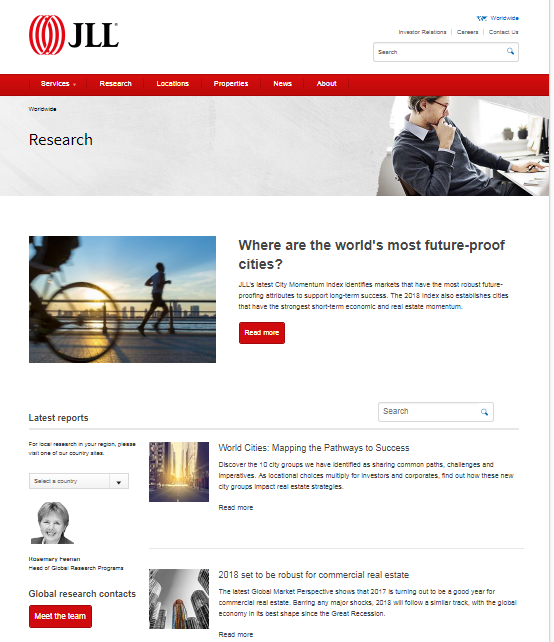 Worldwide
Investor Relations
Careers
Contact Us
JLL
Search
Services
Research
Locations
Properties
News
About
Worldwide
Research
Where are the world's most future-proof
cities?
JLL's latest City Momentum Index identifies markets that have the most robust future-
proofing attributes to support long-term success. The 2018 index also establishes cities
that have the strongest short-term economic and real estate momentum.
Read more
Latest reports
Search
For local research in your region, please
visit one of our country sites.
Select a country
Rosemary Feenan
Head of Global Research Programs
Global research contacts
Meet the team
World Cities: Mapping the Pathways to Success
Discover the 10 city groups we have identified as sharing common paths, challenges and
imperatives. As locational choices multiply for investors and corporates, find out how these new
city groups impact real estate strategies.
Read more
2018 set to be robust for commercial real estate
The latest Global Market Perspective shows that 2017 is turning out to be a good year for
commercial real estate. Barring any major shocks, 2018 will follow a similar track, with the global
economy in its best shape since the Great Recession.
Read more